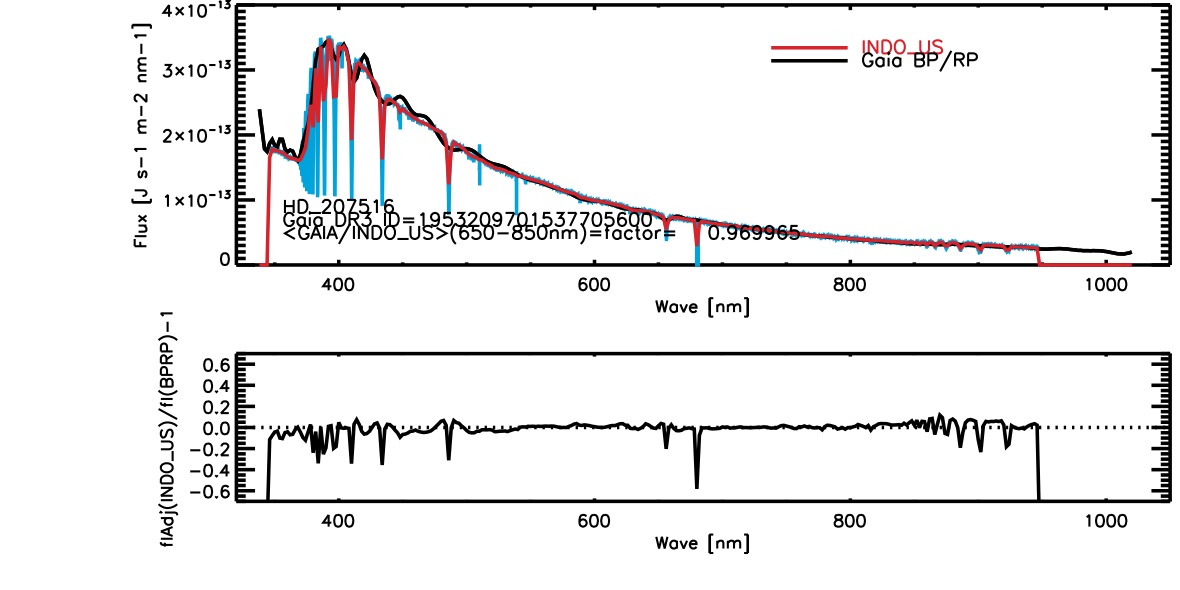 4×10−13
3×10−13
2×10−13
1×10−13
0
Flux [J s−1 m−2 nm−1]
INDO_US
Gaia BP/RP
HD_207516
Gaia DR3_ID=1953209701537705600
<GAIA/INDO_US>(650−850nm)=factor= 0.969965
400 600 800 1000
Wave [nm]
flAdj(INDO_US)/fl(BPRP)−1
0.6
0.4
0.2
0.0
−0.2
−0.4
−0.6
400 600 800 1000
Wave [nm]